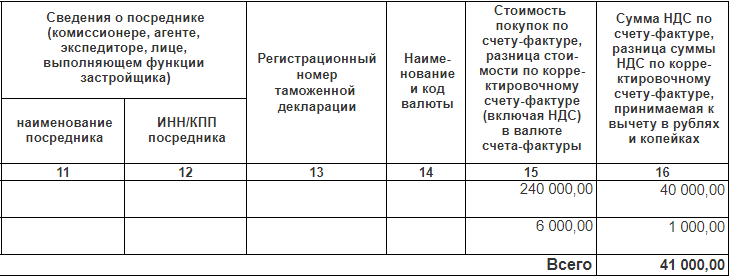 Сведения о посреднике
(комиссионере, агенте,
экспедиторе, лице,
выполняющем функции
застройщика)
наименование
посредника
ИНН/КПП
посредника
Регистрационный
номер
таможенной
декларации
Наиме-
нование
и код
валюты
Стоимость
покупок по
счету-фактуре,
разница стои-
мости по корре-
ктировочному
счету-фактуре
(включая НДС)
в валюте
счета-фактуры
Сумма НДС по
счету-фактуре,
разница суммы
НДС по корре-
ктировочному
счету-фактуре,
принимаемая к
вычету в рублях
и копейках
11 12 13 14 15 16
240 000,00 40 000,00
6 000,00 1 000,00
Всего 41 000,00